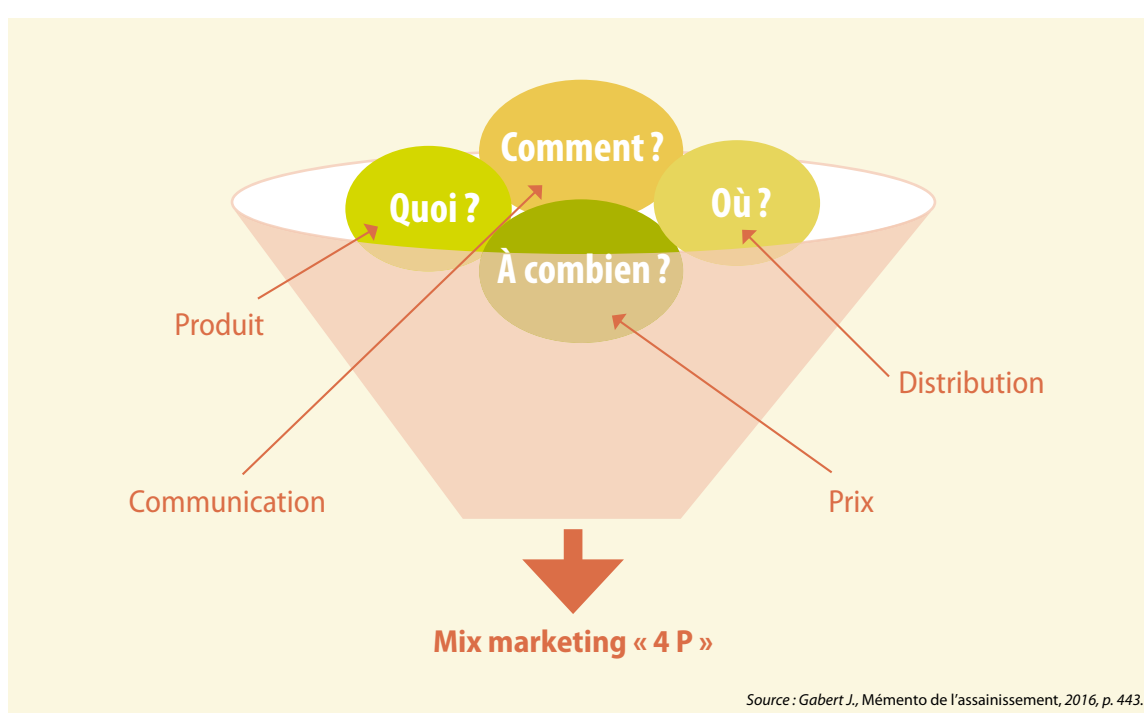 Comment ?
Quoi ?
Où ?
À combien ?
Produit
Distribution
Communication
Prix
Mix marketing « 4 P »
Source : Gabert J., Mémento de l'assainissement, 2016, p. 443.